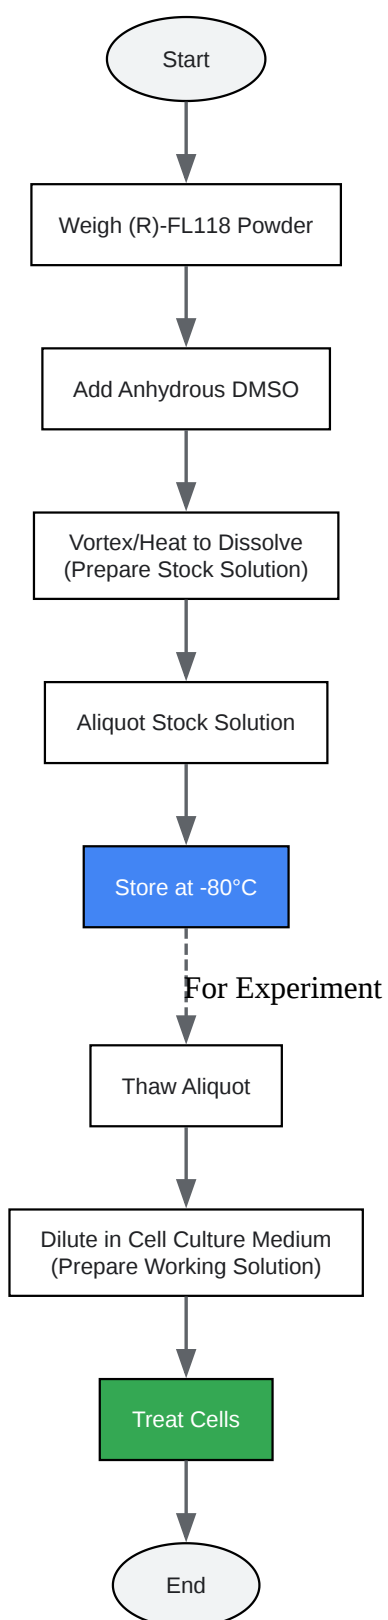 Start
Weigh (R)-FL118 Powder
Add Anhydrous DMSO
Vortex/Heat to Dissolve
(Prepare Stock Solution)
Aliquot Stock Solution
Store at -80°C
For Experiment
Thaw Aliquot
Dilute in Cell Culture Medium
(Prepare Working Solution)
Treat Cells
End